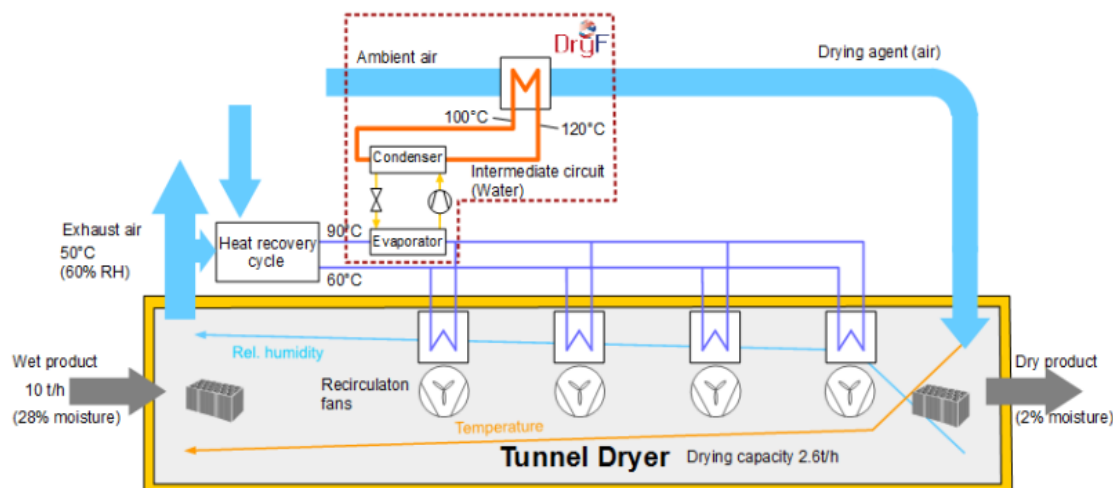 DryF
Ambient air
Drying agent (air)
100°C
120°C
Condenser
Intermediate circuit
(Water)
Exhaust air
50°C
(60% RH)
Heat recovery
cycle
90°C
Evaporator
60°C
Rel. humidity
Wet product
10 t/h
(28% moisture)
Recirculaton
fans
Dry product
(2% moisture)
Temperature
Tunnel Dryer
Drying capacity 2.6t/h